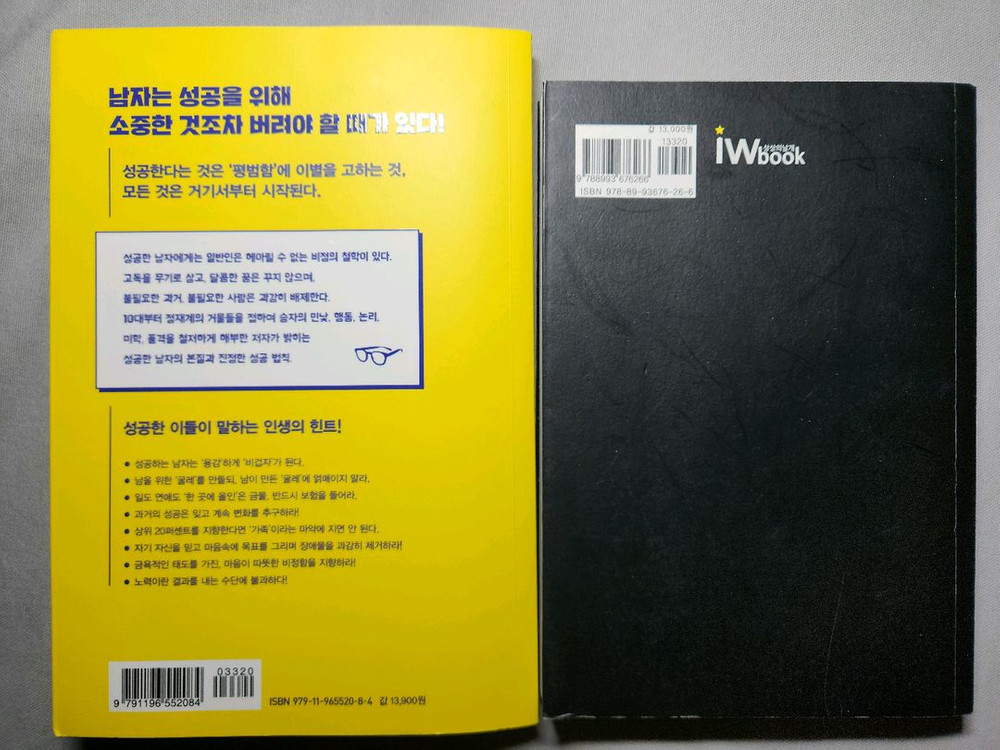 남자는 성공을 위해
소중한 것조차 버려야 할 때가 있다!
성공한다는 것은 '평범함'에 이별을 고하는 것,
모든 것은 거기서부터 시작된다.
성공한 남자에게는 일반인은 헤아릴 수 없는 비정의 철학이 있다.
고독을 무기로 삼고, 달콤한 꿈은 꾸지 않으며,
불필요한 과거, 불필요한 사람은 과감히 배제한다.
10대부터 정재계의 거물들을 접하며 승자의 민낯, 행동, 논리,
미학, 품격을 철저하게 해부한 저자가 밝히는
성공한 남자의 본질과 진정한 성공 법칙.
성공한 이들이 말하는 인생의 힌트!
• 성공하는 남자는 '용감'하게 '비겁자'가 된다.
• 남을 위한 '굴레'를 만들되, 남이 만든 '굴레'에 얽매이지 말라.
• 일도 연애도 '한 곳에 올인'은 금물, 반드시 보험을 들어라.
• 과거의 성공은 잊고 계속 변화를 추구하라!
• 상위 20퍼센트를 지향한다면 '가족'이라는 마약에 지면 안 된다.
• 자기 자신을 믿고 마음속에 목표를 그리며 장애물을 과감히 제거하라!
• 금욕적인 태도를 가진, 마음이 따뜻한 비정함을 지향하라!
• 노력이란 결과를 내는 수단에 불과하다!
03320
9 791196 552084
ISBN 979-11-965520-8-4 값 13,900원
값 13,000원
13320
9 788993 676266
ISBN 978-89-93676-26-6
iWbook
상상의날개